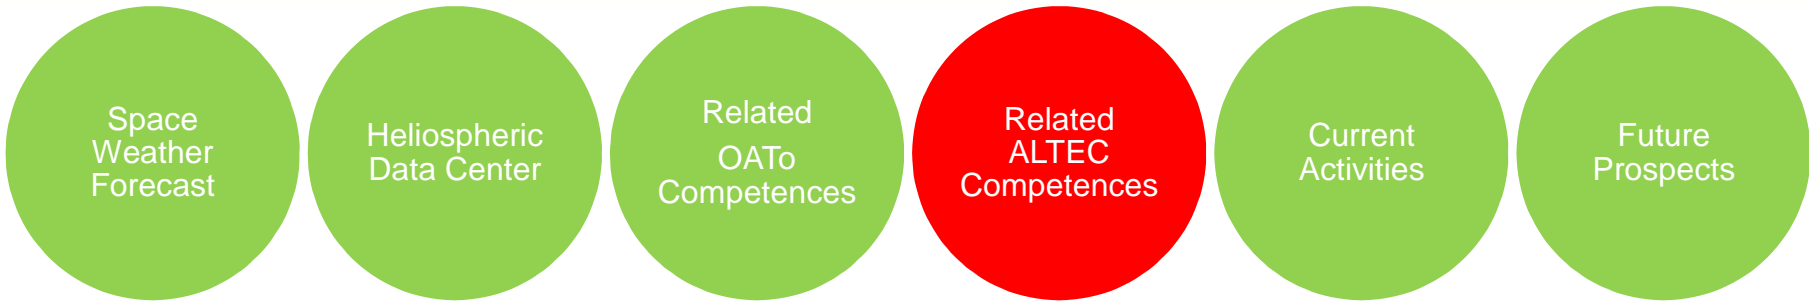 Space
Weather
Forecast
Heliospheric
Data Center
Related
OATo
Competences
Related
ALTEC
Competences
Current
Activities
Future
Prospects